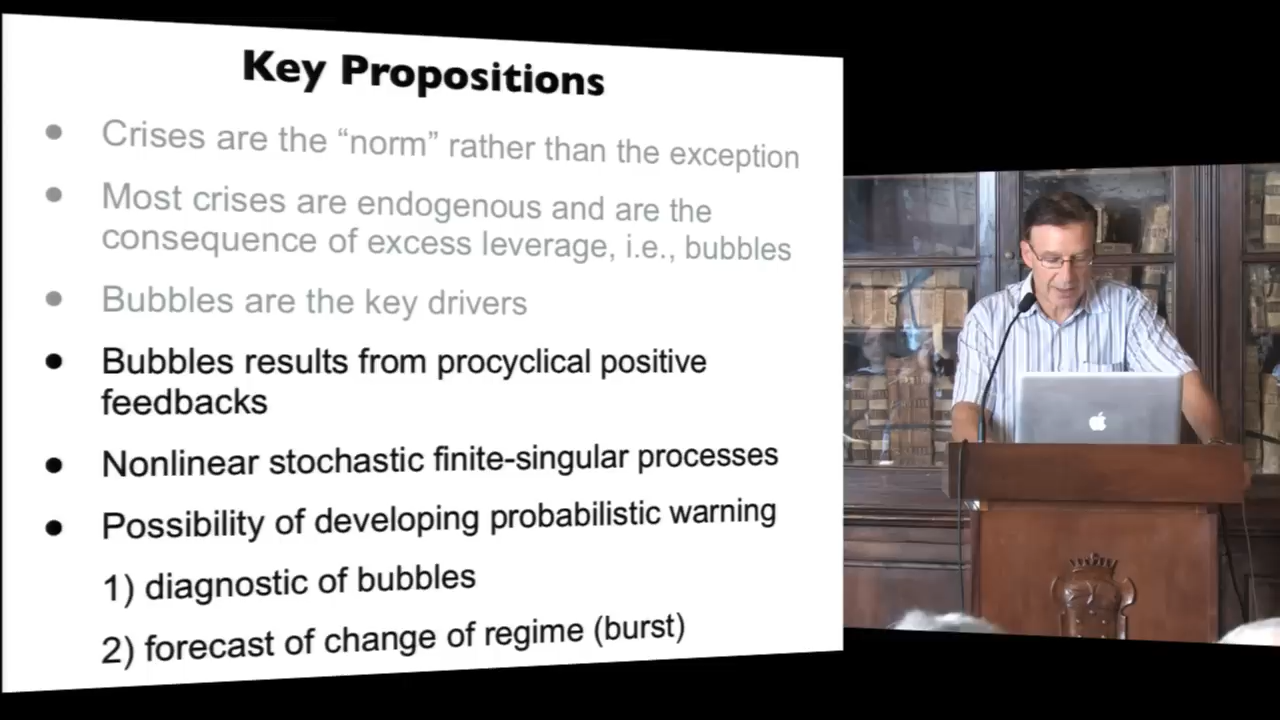 Key Propositions
• Crises are the “norm” rather than the exception
• Most crises are endogenous and are the
consequence of excess leverage, i.e., bubbles
• Bubbles are the key drivers
• Bubbles results from procyclical positive
feedbacks
• Nonlinear stochastic finite-singular processes
• Possibility of developing probabilistic warning
1) diagnostic of bubbles
2) forecast of change of regime (burst)